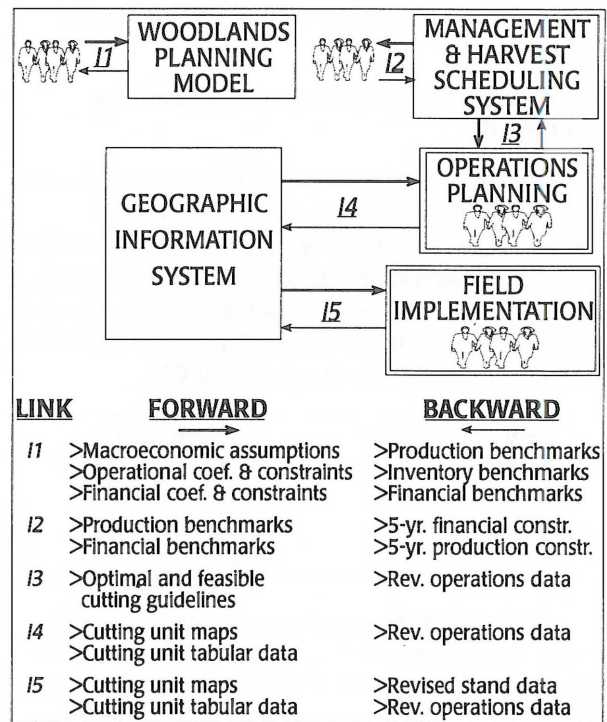 WOODLANDS
PLANNING
MODEL
I1
I2
MANAGEMENT
& HARVEST
SCHEDULING
SYSTEM
I3
OPERATIONS
PLANNING
GEOGRAPHIC
INFORMATION
SYSTEM
I4
FIELD
IMPLEMENTATION
I5
LINK FORWARD BACKWARD
I1 >Macroeconomic assumptions >Production benchmarks
>Operational coef. & constraints >Inventory benchmarks
>Financial coef. & constraints >Financial benchmarks
I2 >Production benchmarks >5-yr. financial constr.
>Financial benchmarks >5-yr. production constr.
I3 >Optimal and feasible >Rev. operations data
cutting guidelines
I4 >Cutting unit maps >Rev. operations data
>Cutting unit tabular data
I5 >Cutting unit maps >Revised stand data
>Cutting unit tabular data >Rev. operations data